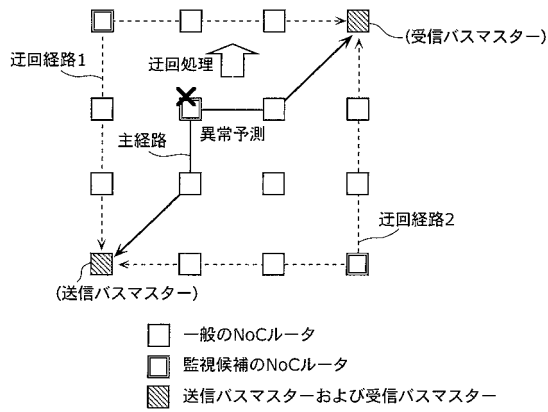 (受信バスマスター)
迂回経路1
迂回処理
異常予測
主経路
迂回経路2
(送信バスマスター)
一般のNoCルータ
監視候補のNoCルータ
送信バスマスターおよび受信バスマスター